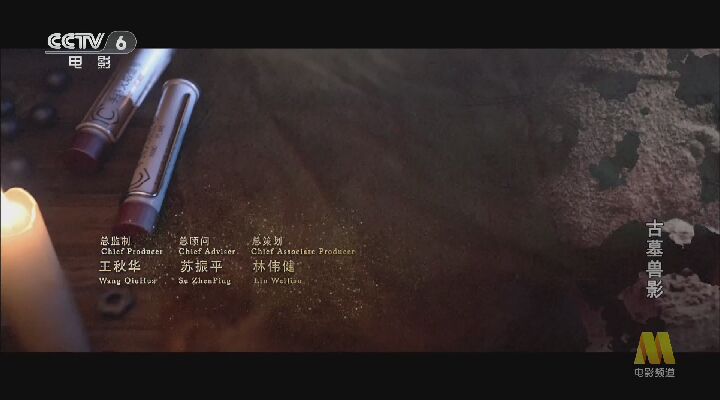 CCTV 6
电影
总监制 总顾问 总策划
Chief Producer Chief Adviser Chief Associate Producer
王秋华 苏振平 林伟健
Wang QiuHua Su ZhenPing
古墓兽影
电影频道